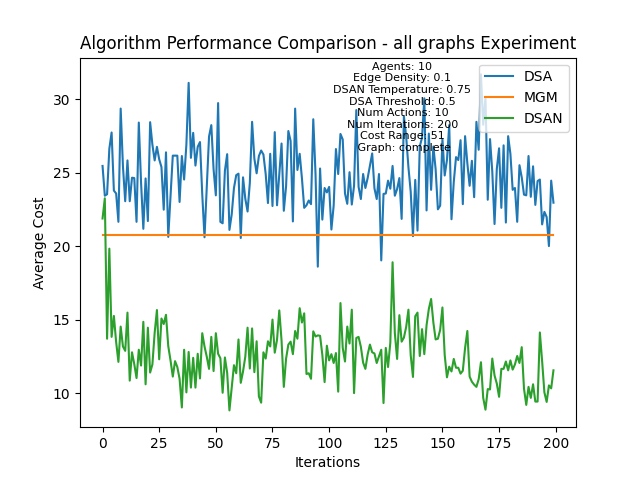 Algorithm Performance Comparison - all graphs Experiment
Agents: 10
Edge Density: 0.1
DSAN Temperature: 0.75
DSA Threshold: 0.5
Num Actions: 10
Num Iterations: 200
Cost Range: 51
Graph: complete
DSA
MGM
DSAN
30
25
20
15
10
Average Cost
0 25 50 75 100 125 150 175 200
Iterations